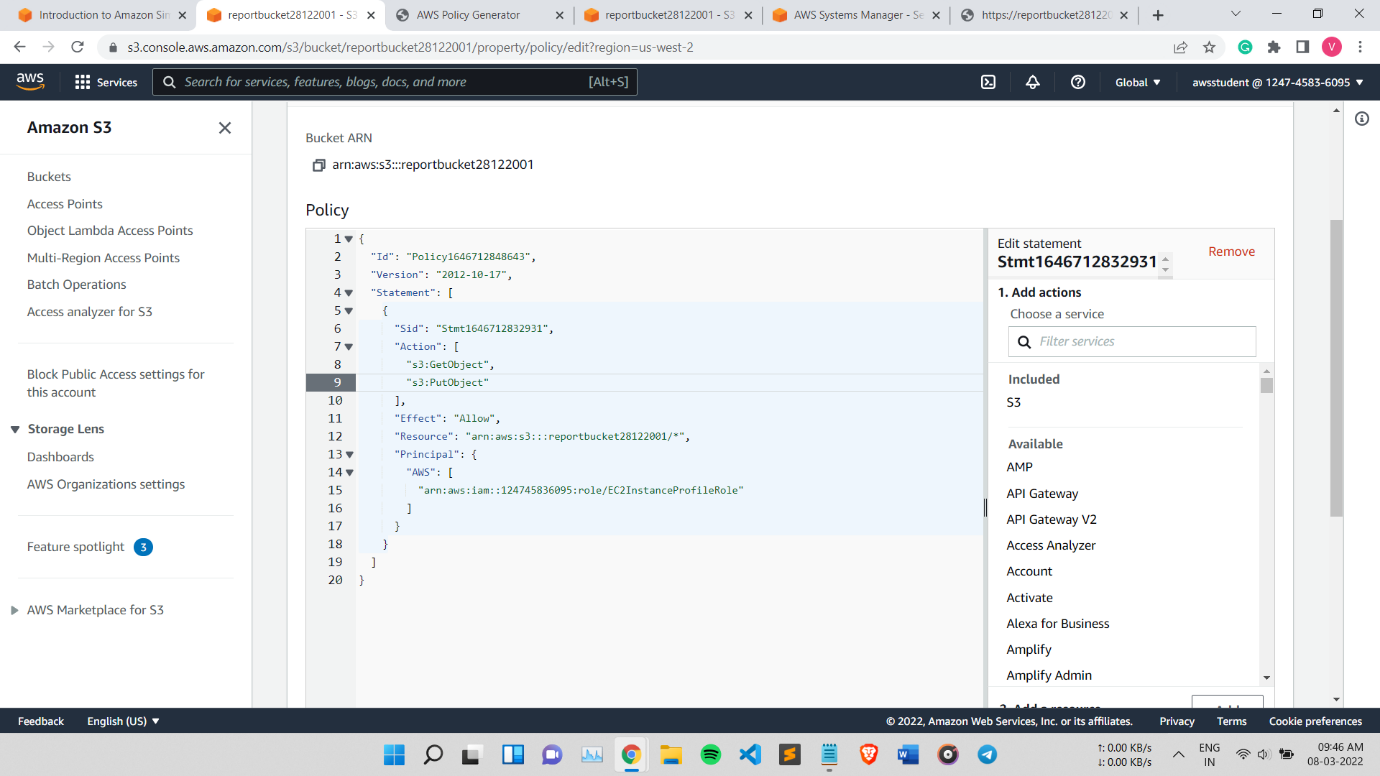 Introduction to Amazon Sim
reportbucket28122001 - S3
AWS Policy Generator
reportbucket28122001 - S3
AWS Systems Manager - Se
https://reportbucket281220
s3.console.aws.amazon.com/s3/bucket/reportbucket28122001/property/policy/edit?region=us-west-2
V
aws
Services
Search for services, features, blogs, docs, and more
[Alt+S]
Global
awsstudent @ 1247-4583-6095
Amazon S3
Buckets
Access Points
Object Lambda Access Points
Multi-Region Access Points
Batch Operations
Access analyzer for S3
Block Public Access settings for
this account
Storage Lens
Dashboards
AWS Organizations settings
Feature spotlight 3
AWS Marketplace for S3
Bucket ARN
arn:aws:s3:::reportbucket28122001
Policy
1 {
2 "Id": "Policy1646712848643",
3 "Version": "2012-10-17",
4 "Statement": [
5 {
6 "Sid": "Stmt1646712832931",
7 "Action": [
8 "s3:GetObject",
9 "s3:PutObject"
10 ],
11 "Effect": "Allow",
12 "Resource": "arn:aws:s3:::reportbucket28122001/*",
13 "Principal": {
14 "AWS": [
15 "arn:aws:iam::124745836095:role/EC2InstanceProfileRole"
16 ]
17 }
18 }
19 ]
20 }
Edit statement
Stmt1646712832931
Remove
1. Add actions
Choose a service
Filter services
Included
S3
Available
AMP
API Gateway
API Gateway V2
Access Analyzer
Account
Activate
Alexa for Business
Amplify
Amplify Admin
Feedback
English (US)
© 2022, Amazon Web Services, Inc. or its affiliates.
Privacy
Terms
Cookie preferences
↑: 0.00 KB/s
↓: 0.00 KB/s
ENG
IN
09:46 AM
08-03-2022